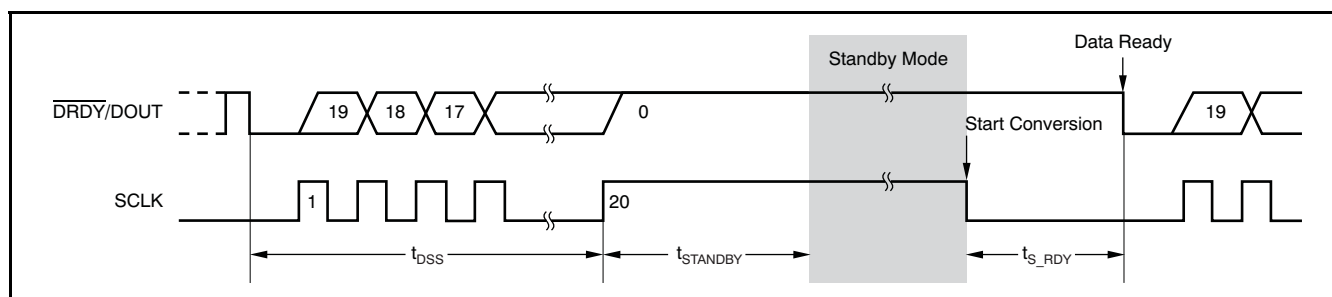 Data Ready
Standby Mode
DRDY/DOUT
19 18 17 0 19
Start Conversion
SCLK
1 20
tDSS tSTANDBY tS_RDY